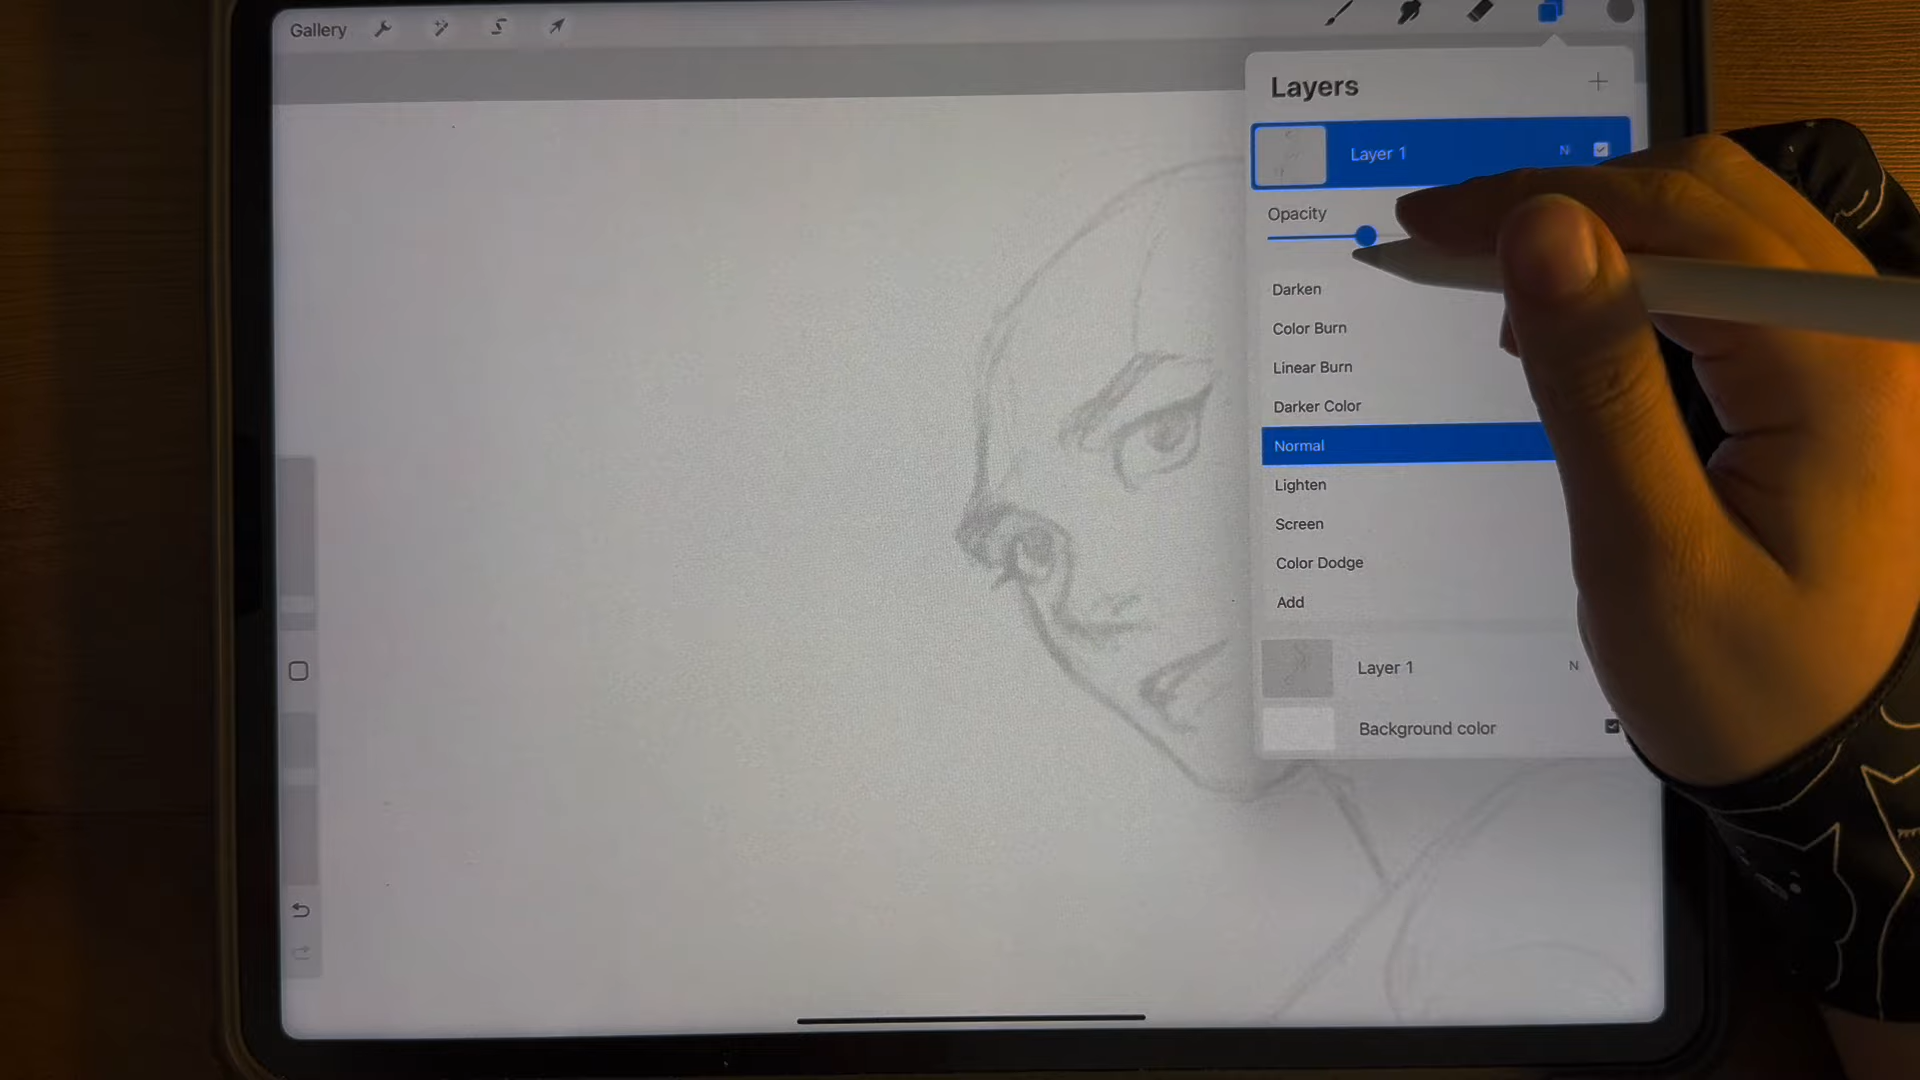 Gallery
Layers
Layer 1 N
Opacity
Darken
Color Burn
Linear Burn
Darker Color
Normal
Lighten
Screen
Color Dodge
Add
Layer 1 N
Background color